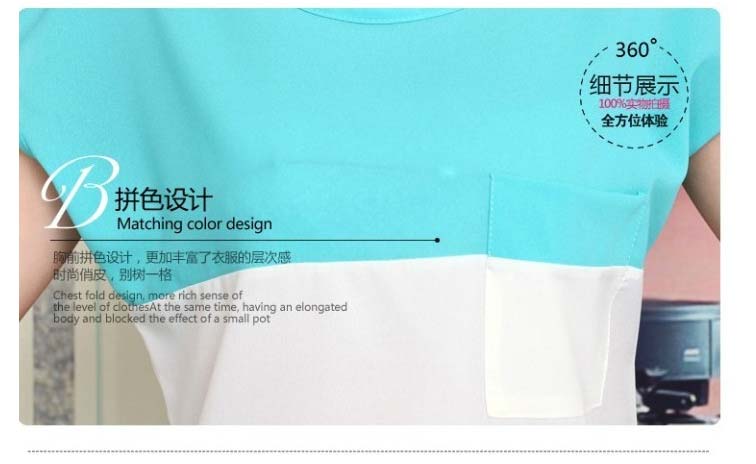 360°
细节展示
100%实物拍摄
全方位体验
B 拼色设计
Matching color design
胸前拼色设计，更加丰富了衣服的层次感
时尚俏皮，别树一格
Chest fold design, more rich sense of
the level of clothesAt the same time, having an elongated
body and blocked the effect of a small pot